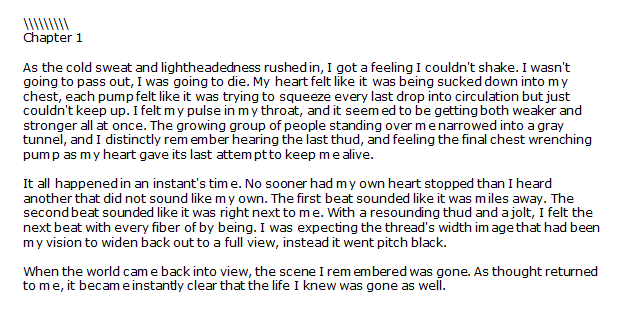 \\\\\\\\\
Chapter 1
As the cold sweat and lightheadedness rushed in, I got a feeling I couldn't shake. I wasn't
going to pass out, I was going to die. My heart felt like it was being sucked down into my
chest, each pump felt like it was trying to squeeze every last drop into circulation but just
couldn't keep up. I felt my pulse in my throat, and it seemed to be getting both weaker and
stronger all at once. The growing group of people standing over me narrowed into a gray
tunnel, and I distinctly remember hearing the last thud, and feeling the final chest wrenching
pump as my heart gave its last attempt to keep me alive.
It all happened in an instant's time. No sooner had my own heart stopped than I heard
another that did not sound like my own. The first beat sounded like it was miles away. The
second beat sounded like it was right next to me. With a resounding thud and a jolt, I felt the
next beat with every fiber of by being. I was expecting the thread's width image that had been
my vision to widen back out to a full view, instead it went pitch black.
When the world came back into view, the scene I remembered was gone. As thought returned
to me, it became instantly clear that the life I knew was gone as well.